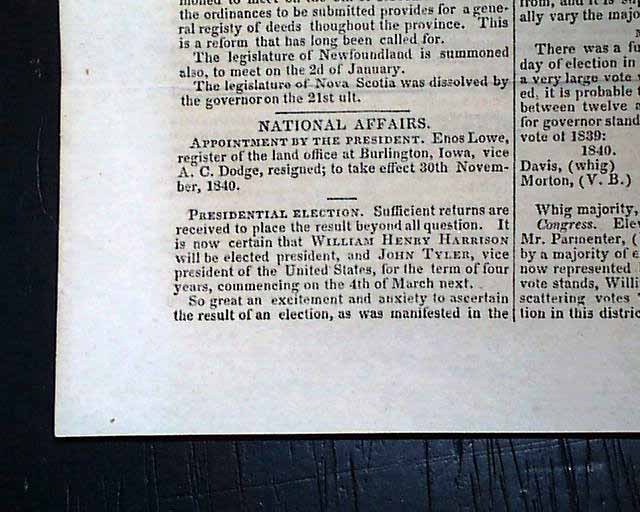 the ordinances to be submitted provides for a gene-
ral registy of deeds thoughout the province. This
is a reform that has long been called for.
The legislature of Newfoundland is summoned
also, to meet on the 2d of January.
The legislature of Nova Scotia was dissolved by
the governor on the 21st ult.
NATIONAL AFFAIRS.
APPOINTMENT BY THE PRESIDENT. Enos Lowe,
register of the land office at Burlington, Iowa, vice
A. C. Dodge, resigned; to take effect 30th Novem-
ber, 1840.
PRESIDENTIAL ELECTION. Sufficient returns are
received to place the result beyond all question. It
is now certain that WILLIAM HENRY HARRISON
will be elected president, and JOHN TYLER, vice
president of the United States, for the term of four
years, commencing on the 4th of March next.
So great an excitement and anxiety to ascertain
the result of an election, as was manifested in the
ally vary the majo
There was a fu
day of election in
a very large vote
ed, it is probable t
between twelve a
for governor stand
vote of 1839:
1840.
Davis, (whig)
Morton, (V. B.)
Whig majority,
Congress. Elev
Mr. Parmenter, (
by a majority of e
now represented
vote stands, Willi
scattering votes
tion in this distric